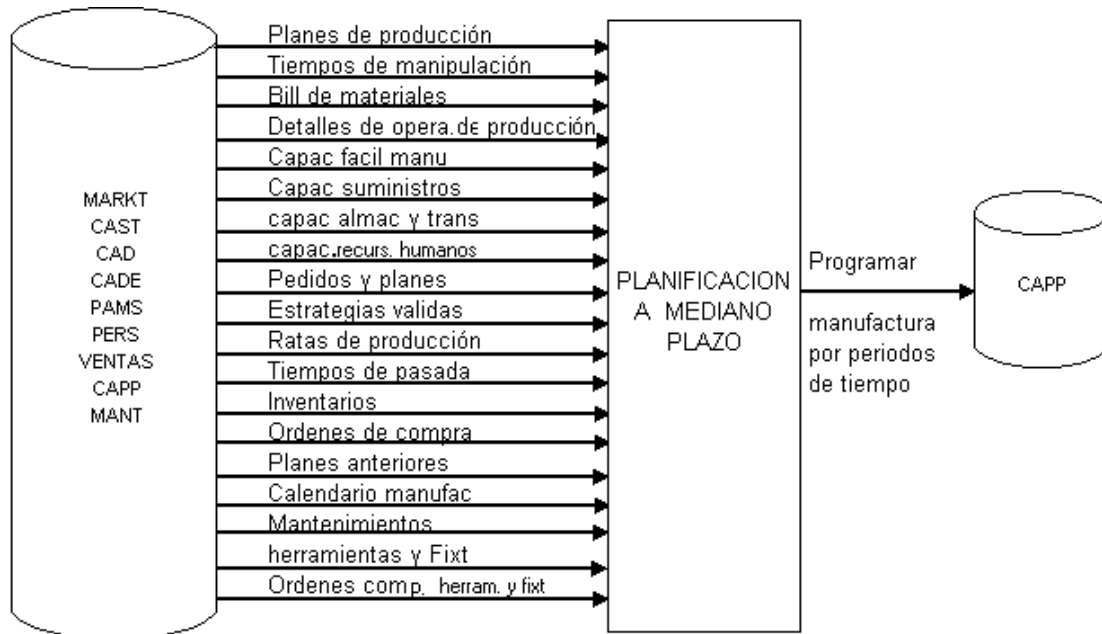 MARKT
CAST
CAD
CADE
PAMS
PERS
VENTAS
CAPP
MANT
Planes de producción
Tiempos de manipulación
Bill de materiales
Detalles de opera.de producción
Capac facil manu
Capac suministros
capac almac y trans
capac.recurs. humanos
Pedidos y planes
Estrategias validas
Ratas de producción
Tiempos de pasada
Inventarios
Ordenes de compra
Planes anteriores
Calendario manufac
Mantenimientos
herramientas y Fixt
Ordenes comp. herram. y fixt
PLANIFICACION
A MEDIANO
PLAZO
Programar
manufactura
por periodos
de tiempo
CAPP